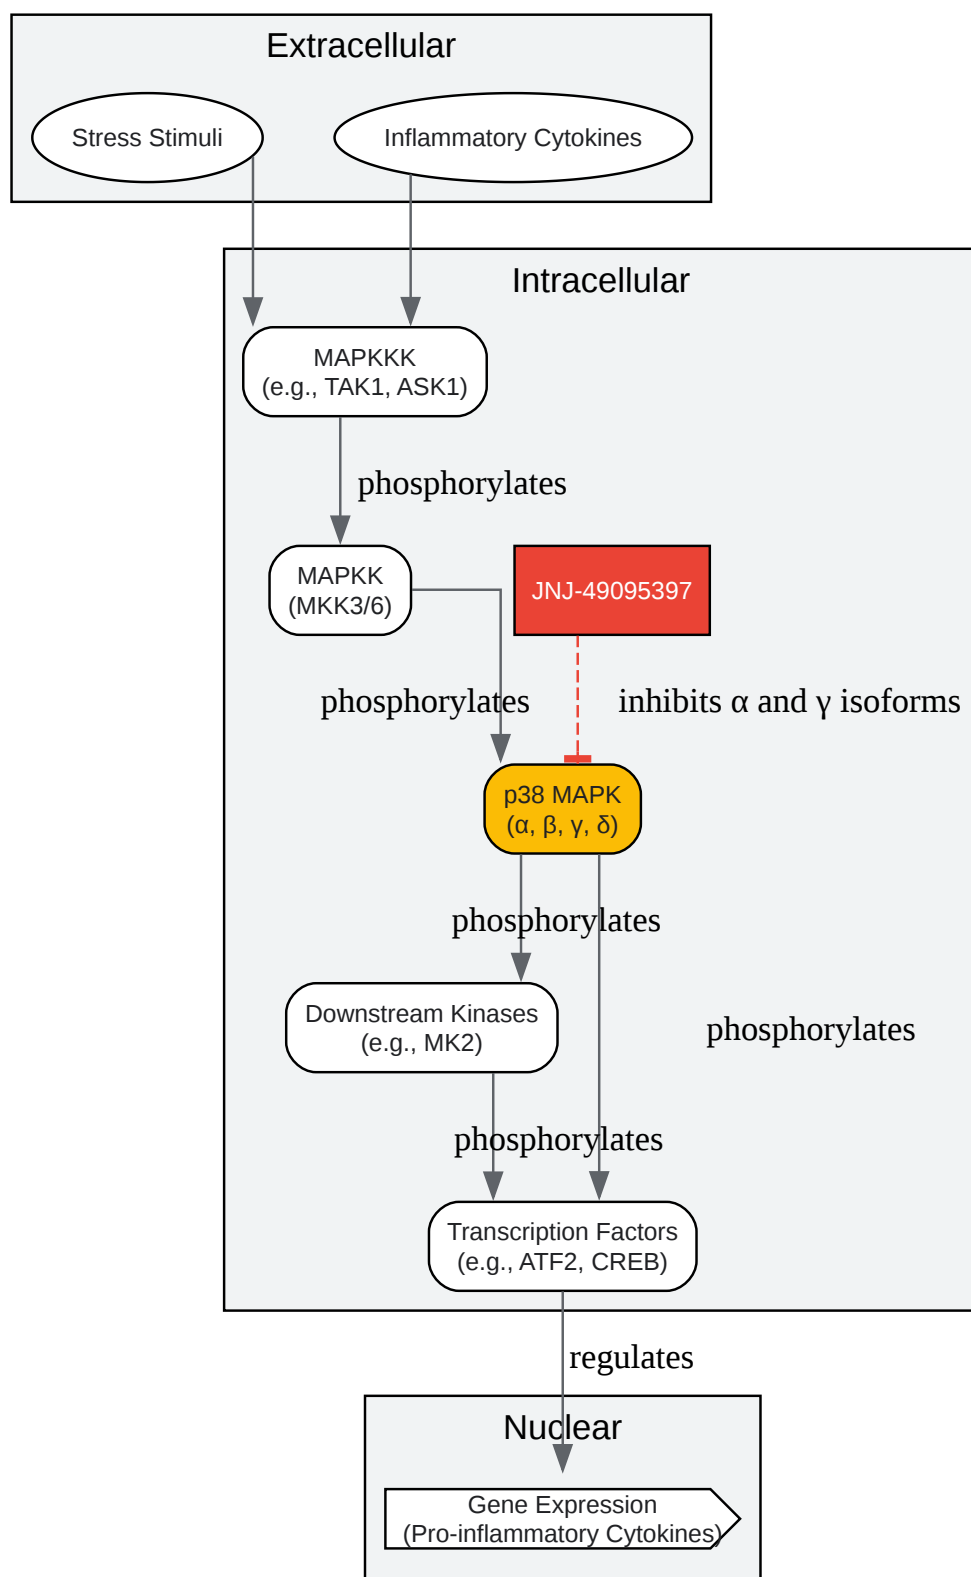 Extracellular
Stress Stimuli
Inflammatory Cytokines
Intracellular
MAPKKK
(e.g., TAK1, ASK1)
phosphorylates
MAPKK
(MKK3/6)
JNJ-49095397
phosphorylates
inhibits α and γ isoforms
p38 MAPK
(α, β, γ, δ)
phosphorylates
Downstream Kinases
(e.g., MK2)
phosphorylates
phosphorylates
Transcription Factors
(e.g., ATF2, CREB)
regulates
Nuclear
Gene Expression
(Pro-inflammatory Cytokines)